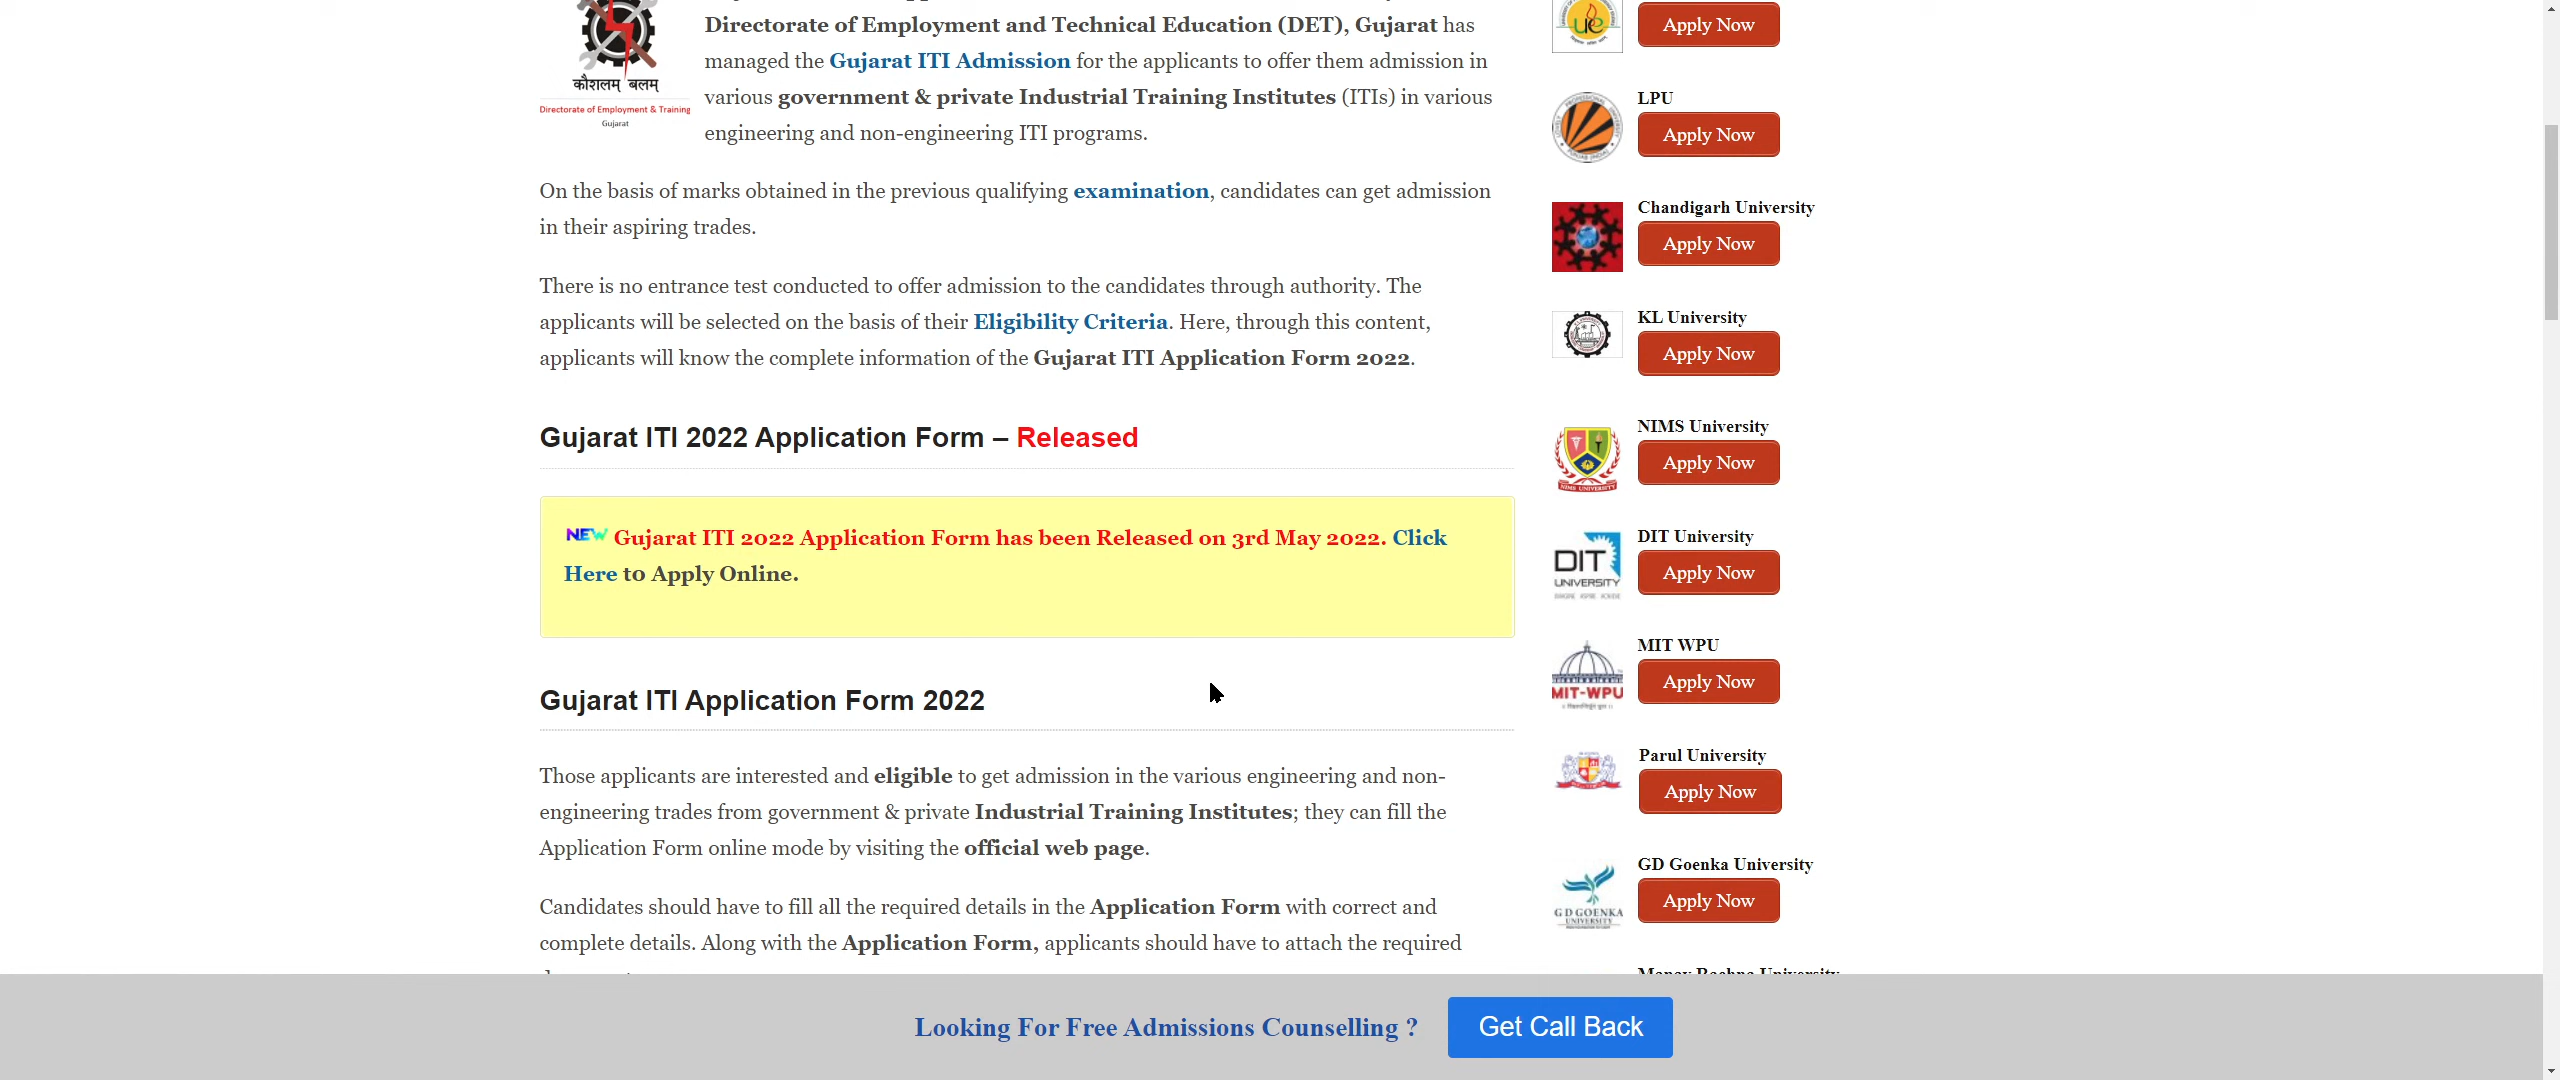 कौशलम् बलम्
Directorate of Employment & Training
Gujarat
Directorate of Employment and Technical Education (DET), Gujarat has
managed the Gujarat ITI Admission for the applicants to offer them admission in
various government & private Industrial Training Institutes (ITIs) in various
engineering and non-engineering ITI programs.
On the basis of marks obtained in the previous qualifying examination, candidates can get admission
in their aspiring trades.
There is no entrance test conducted to offer admission to the candidates through authority. The
applicants will be selected on the basis of their Eligibility Criteria. Here, through this content,
applicants will know the complete information of the Gujarat ITI Application Form 2022.
Gujarat ITI 2022 Application Form – Released
NEW Gujarat ITI 2022 Application Form has been Released on 3rd May 2022. Click
Here to Apply Online.
Gujarat ITI Application Form 2022
Those applicants are interested and eligible to get admission in the various engineering and non-
engineering trades from government & private Industrial Training Institutes; they can fill the
Application Form online mode by visiting the official web page.
Candidates should have to fill all the required details in the Application Form with correct and
complete details. Along with the Application Form, applicants should have to attach the required
Apply Now
LPU
Apply Now
Chandigarh University
Apply Now
KL University
Apply Now
NIMS University
Apply Now
NIMS UNIVERSITY
DIT University
Apply Now
DIT
UNIVERSITY
MIT WPU
Apply Now
MIT-WPU
Parul University
Apply Now
GD Goenka University
Apply Now
G D GOENKA
UNIVERSITY
Looking For Free Admissions Counselling ?
Get Call Back